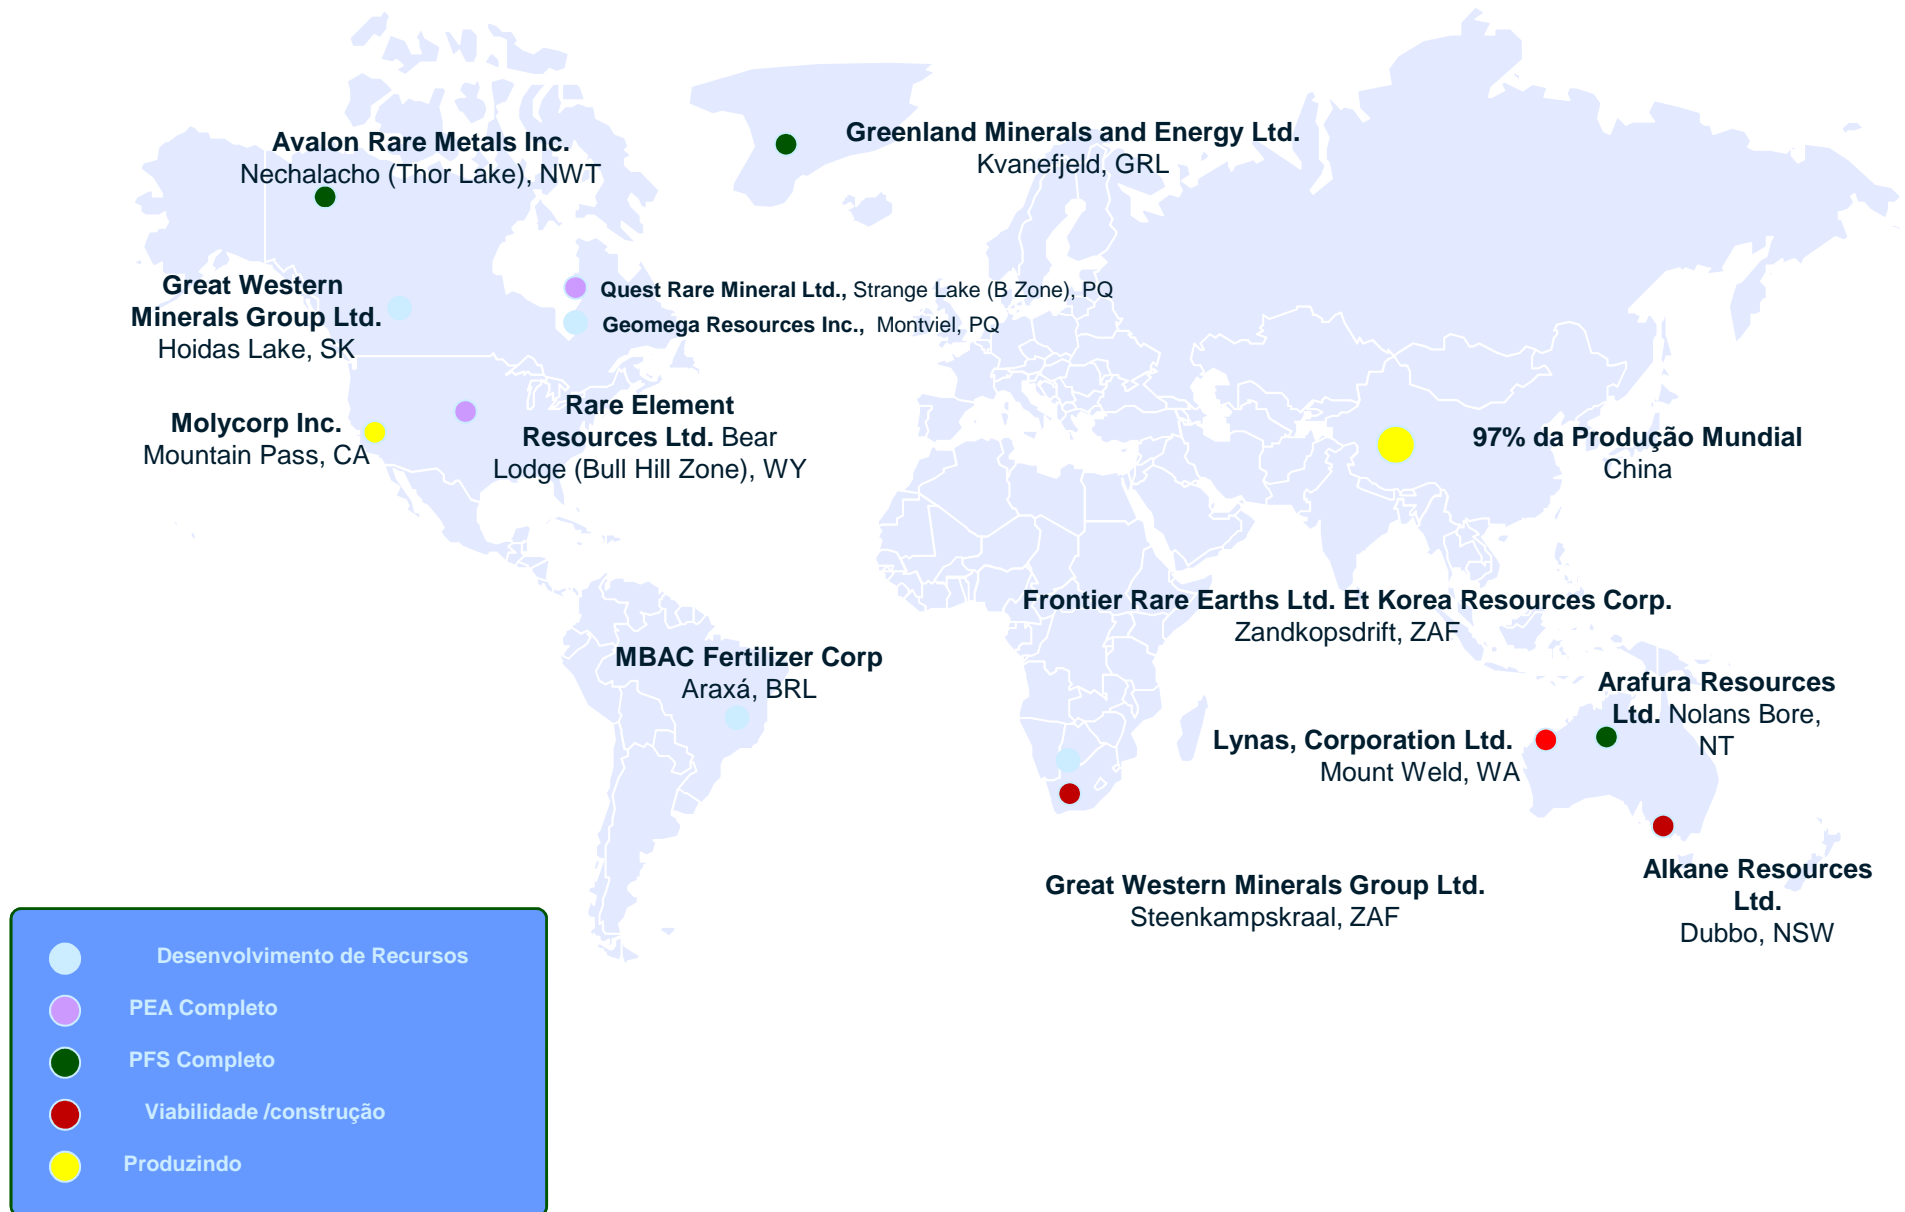 Avalon Rare Metals Inc.
Nechalacho (Thor Lake), NWT
Greenland Minerals and Energy Ltd.
Kvanefjeld, GRL
Great Western
Minerals Group Ltd.
Hoidas Lake, SK
Quest Rare Mineral Ltd., Strange Lake (B Zone), PQ
Geomega Resources Inc., Montviel, PQ
Molycorp Inc.
Mountain Pass, CA
Rare Element
Resources Ltd. Bear
Lodge (Bull Hill Zone), WY
97% da Produção Mundial
China
Frontier Rare Earths Ltd. Et Korea Resources Corp.
Zandkopsdrift, ZAF
MBAC Fertilizer Corp
Araxá, BRL
Arafura Resources
Ltd. Nolans Bore,
NT
Lynas, Corporation Ltd.
Mount Weld, WA
Great Western Minerals Group Ltd.
Steenkampskraal, ZAF
Alkane Resources
Ltd.
Dubbo, NSW
Desenvolvimento de Recursos
PEA Completo
PFS Completo
Viabilidade /construção
Produzindo